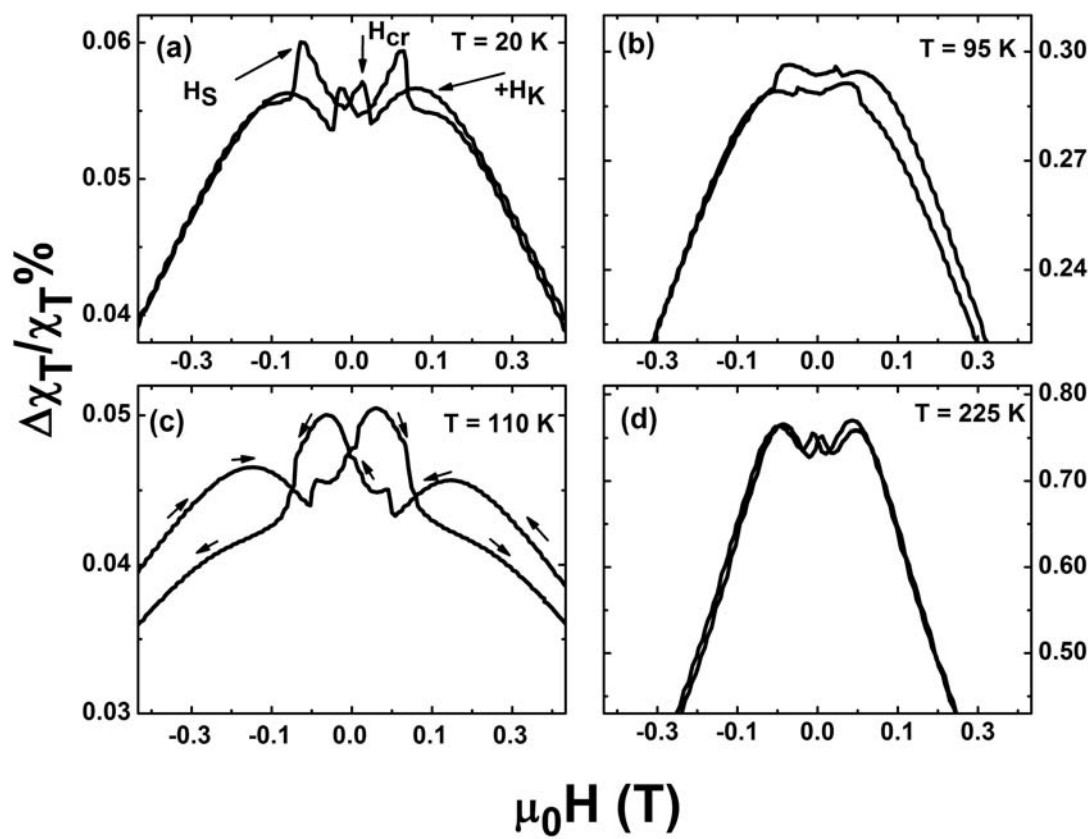 (a)
T = 20 K
H_S
H_cr
+H_K
0.06
0.05
0.04
-0.3 -0.1 0.0 0.1 0.3
(b)
T = 95 K
0.30
0.27
0.24
-0.3 -0.1 0.0 0.1 0.3
Δχ_T/χ_T%
(c)
T = 110 K
0.05
0.04
0.03
-0.3 -0.1 0.0 0.1 0.3
(d)
T = 225 K
0.80
0.70
0.60
0.50
-0.3 -0.1 0.0 0.1 0.3
μ₀H (T)